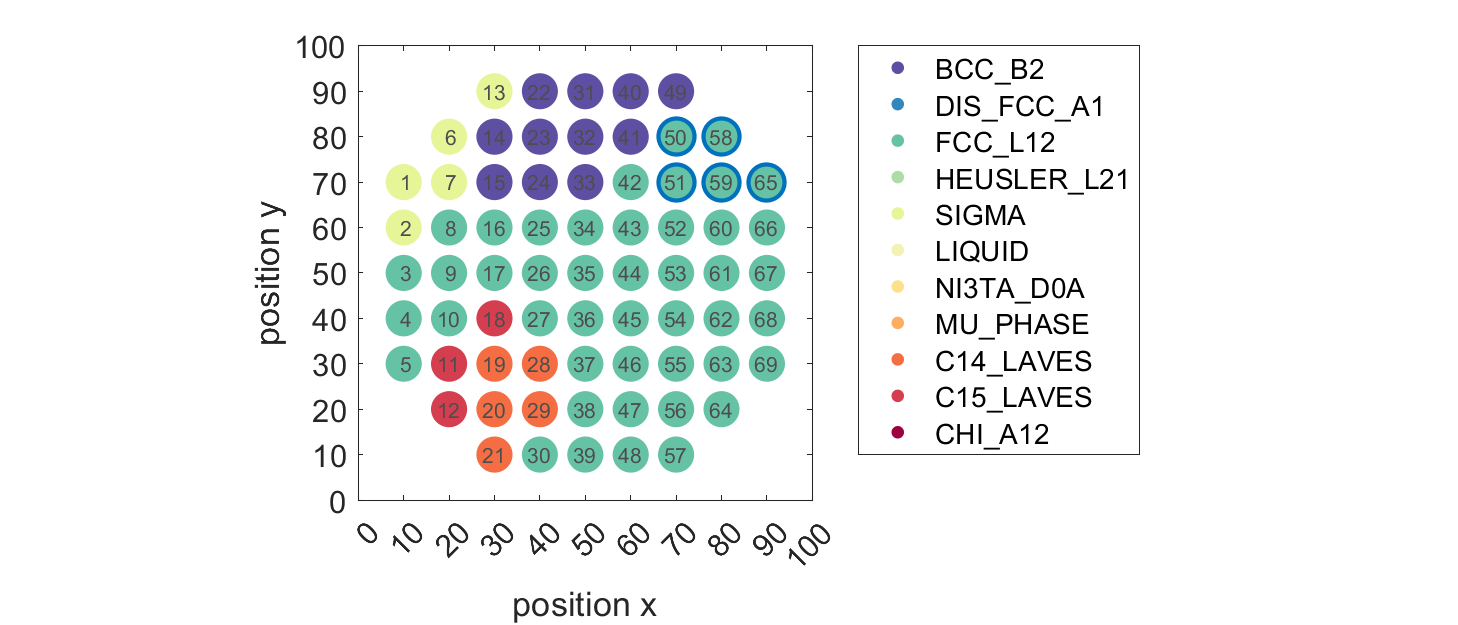 100
90
80
70
60
50
40
30
20
10
0
13 22 31 40 49
6 14 23 32 41 50 58
1 7 15 24 33 42 51 59 65
2 8 16 25 34 43 52 60 66
3 9 17 26 35 44 53 61 67
4 10 18 27 36 45 54 62 68
5 11 19 28 37 46 55 63 69
12 20 29 38 47 56 64
21 30 39 48 57
0 10 20 30 40 50 60 70 80 90 100
position x
position y
BCC_B2
DIS_FCC_A1
FCC_L12
HEUSLER_L21
SIGMA
LIQUID
NI3TA_D0A
MU_PHASE
C14_LAVES
C15_LAVES
CHI_A12